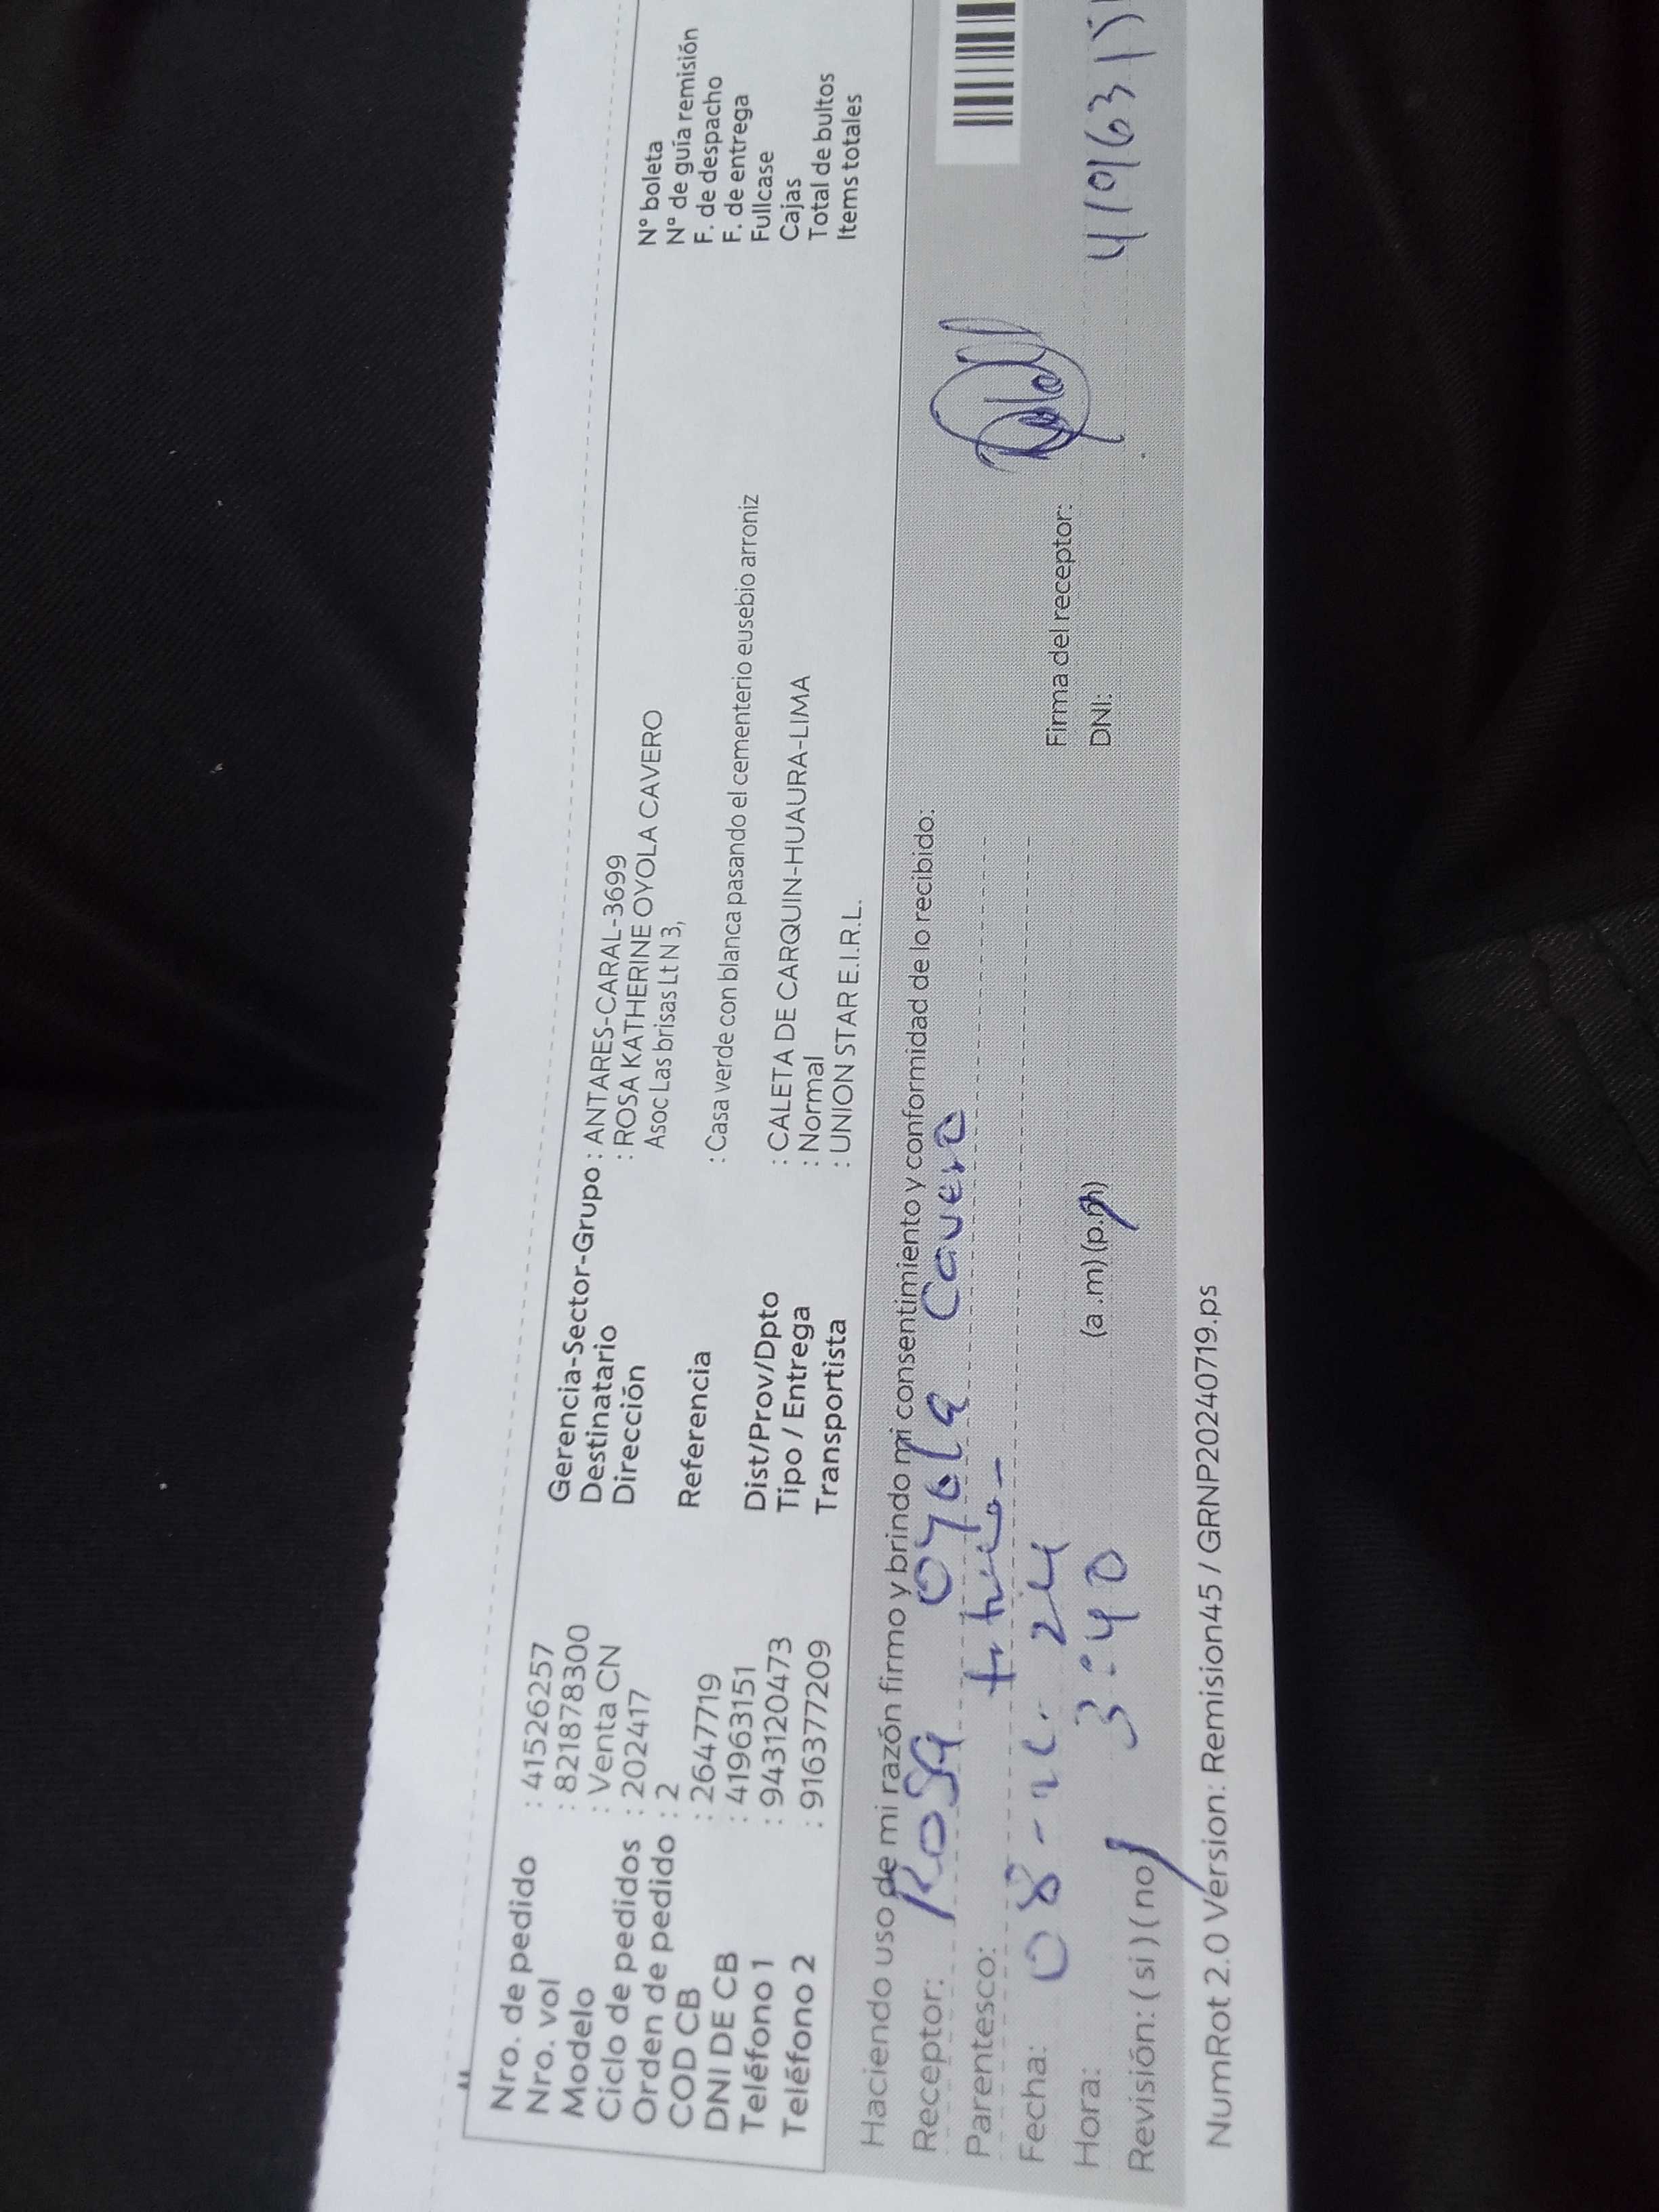 Nro. de pedido : 41526257
Nro. vol : 821878300
Modelo : Venta CN
Ciclo de pedidos : 202417
Orden de pedido : 2
COD CB : 2647719
DNI DE CB : 41963151
Teléfono 1 : 943120473
Teléfono 2 : 916377209
Gerencia-Sector-Grupo : ANTARES-CARAL-3699
Destinatario : ROSA KATHERINE OYOLA CAVERO
Dirección Asoc Las brisas Lt N 3,
Referencia : Casa verde con blanca pasando el cementerio eusebio arroniz
Dist/Prov/Dpto : CALETA DE CARQUIN-HUAURA-LIMA
Tipo / Entrega : Normal
Transportista : UNION STAR E.I.R.L.
N° boleta
N° de guía remisión
F. de despacho
F. de entrega
Fullcase
Cajas
Total de bultos
Items totales
Haciendo uso de mi razón firmo y brindo mi consentimiento y conformidad de lo recibido:
Receptor: Rosa Oyola Cavero
Parentesco:
Fecha: 08 - 24
Hora: 3:40 (a .m) (p.m)
Revisión: ( si ) ( no )
Firma del receptor:
DNI:
NumRot 2.0 Version: Remision45 / GRNP20240719.ps